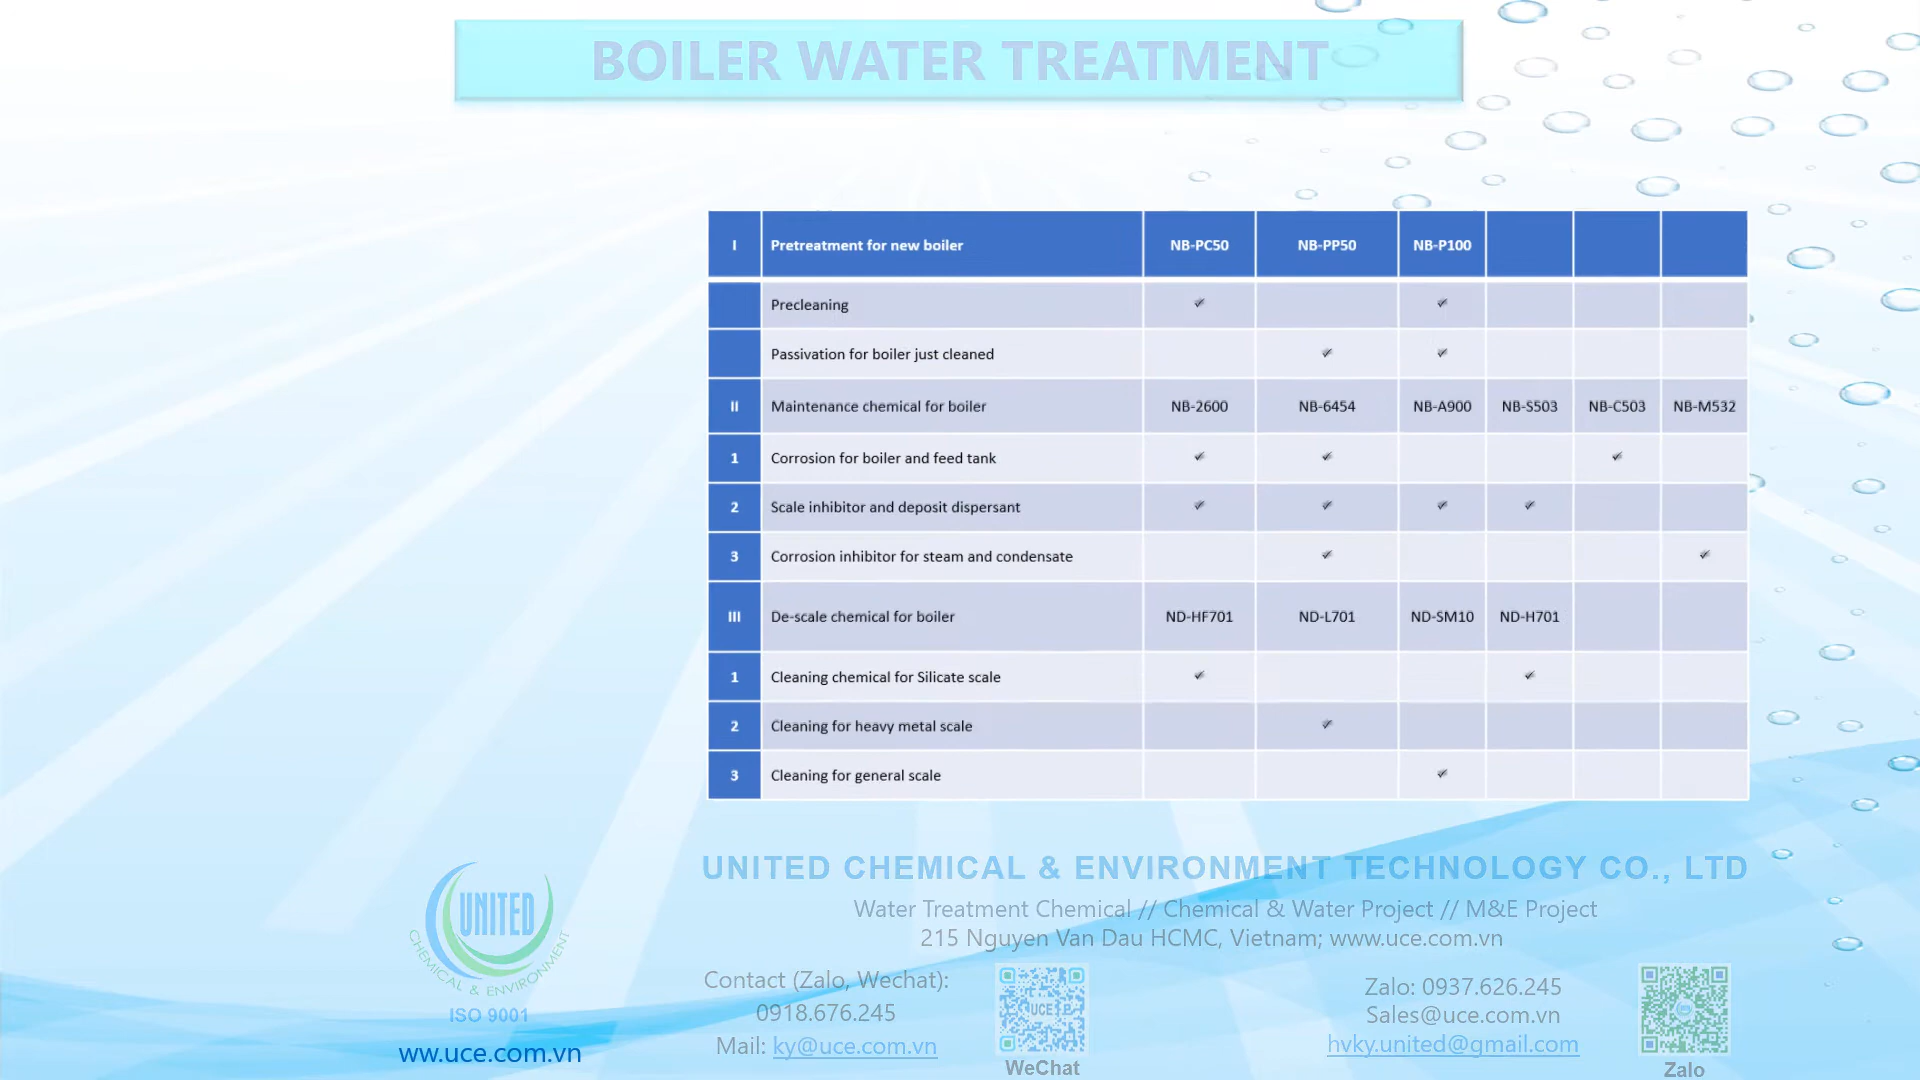 BOILER WATER TREATMENT
I Pretreatment for new boiler NB-PC50 NB-PP50 NB-P100
Precleaning ✓ ✓
Passivation for boiler just cleaned ✓ ✓
II Maintenance chemical for boiler NB-2600 NB-6454 NB-A900 NB-S503 NB-C503 NB-M532
1 Corrosion for boiler and feed tank ✓ ✓ ✓
2 Scale inhibitor and deposit dispersant ✓ ✓ ✓ ✓
3 Corrosion inhibitor for steam and condensate ✓ ✓
III De-scale chemical for boiler ND-HF701 ND-L701 ND-SM10 ND-H701
1 Cleaning chemical for Silicate scale ✓ ✓
2 Cleaning for heavy metal scale ✓
3 Cleaning for general scale ✓
UNITED
CHEMICAL & ENVIRONMENT
ISO 9001
ww.uce.com.vn
UNITED CHEMICAL & ENVIRONMENT TECHNOLOGY CO., LTD
Water Treatment Chemical // Chemical & Water Project // M&E Project
215 Nguyen Van Dau HCMC, Vietnam; www.uce.com.vn
Contact (Zalo, Wechat):
0918.676.245
Mail: ky@uce.com.vn
WeChat
Zalo: 0937.626.245
Sales@uce.com.vn
hvky.united@gmail.com
Zalo